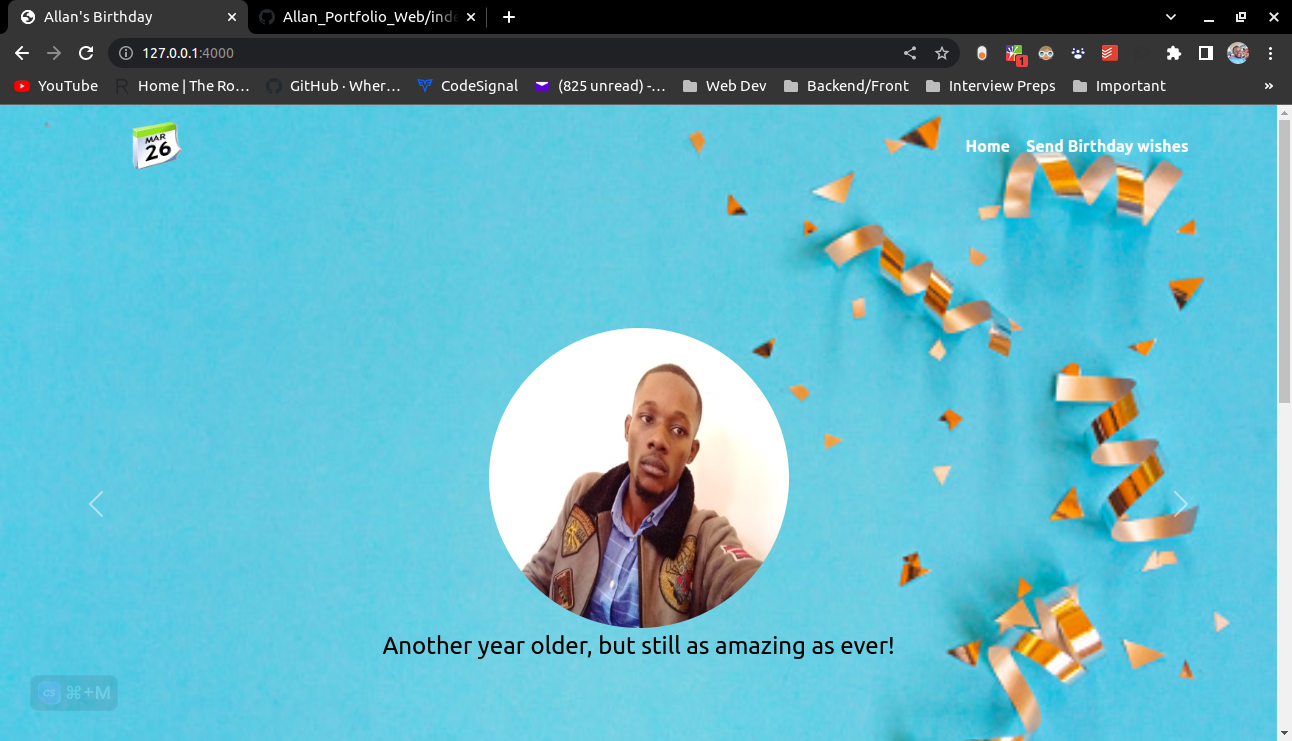 Allan's Birthday
Allan_Portfolio_Web/inde
127.0.0.1:4000
1
YouTube
Home | The Ro…
GitHub · Wher…
CodeSignal
(825 unread) -…
Web Dev
Backend/Front
Interview Preps
Important
»
MAR
26
Home
Send Birthday wishes
Another year older, but still as amazing as ever!
⌘+M